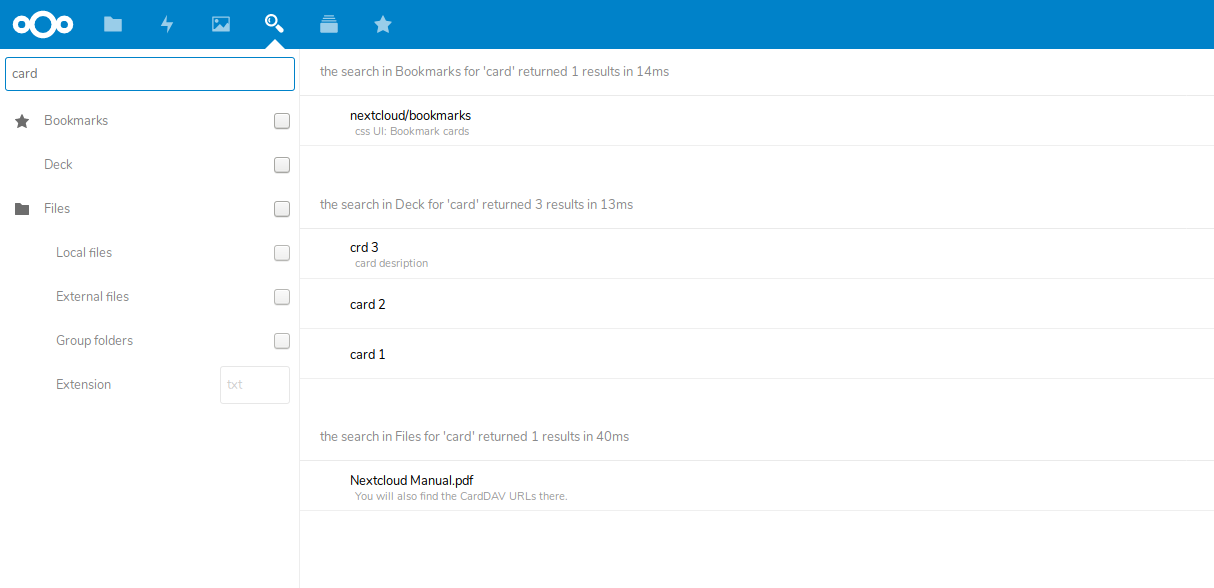 card
Bookmarks
Deck
Files
Local files
External files
Group folders
Extension
txt
the search in Bookmarks for 'card' returned 1 results in 14ms
nextcloud/bookmarks
css UI: Bookmark cards
the search in Deck for 'card' returned 3 results in 13ms
crd 3
card desription
card 2
card 1
the search in Files for 'card' returned 1 results in 40ms
Nextcloud Manual.pdf
You will also find the CardDAV URLs there.